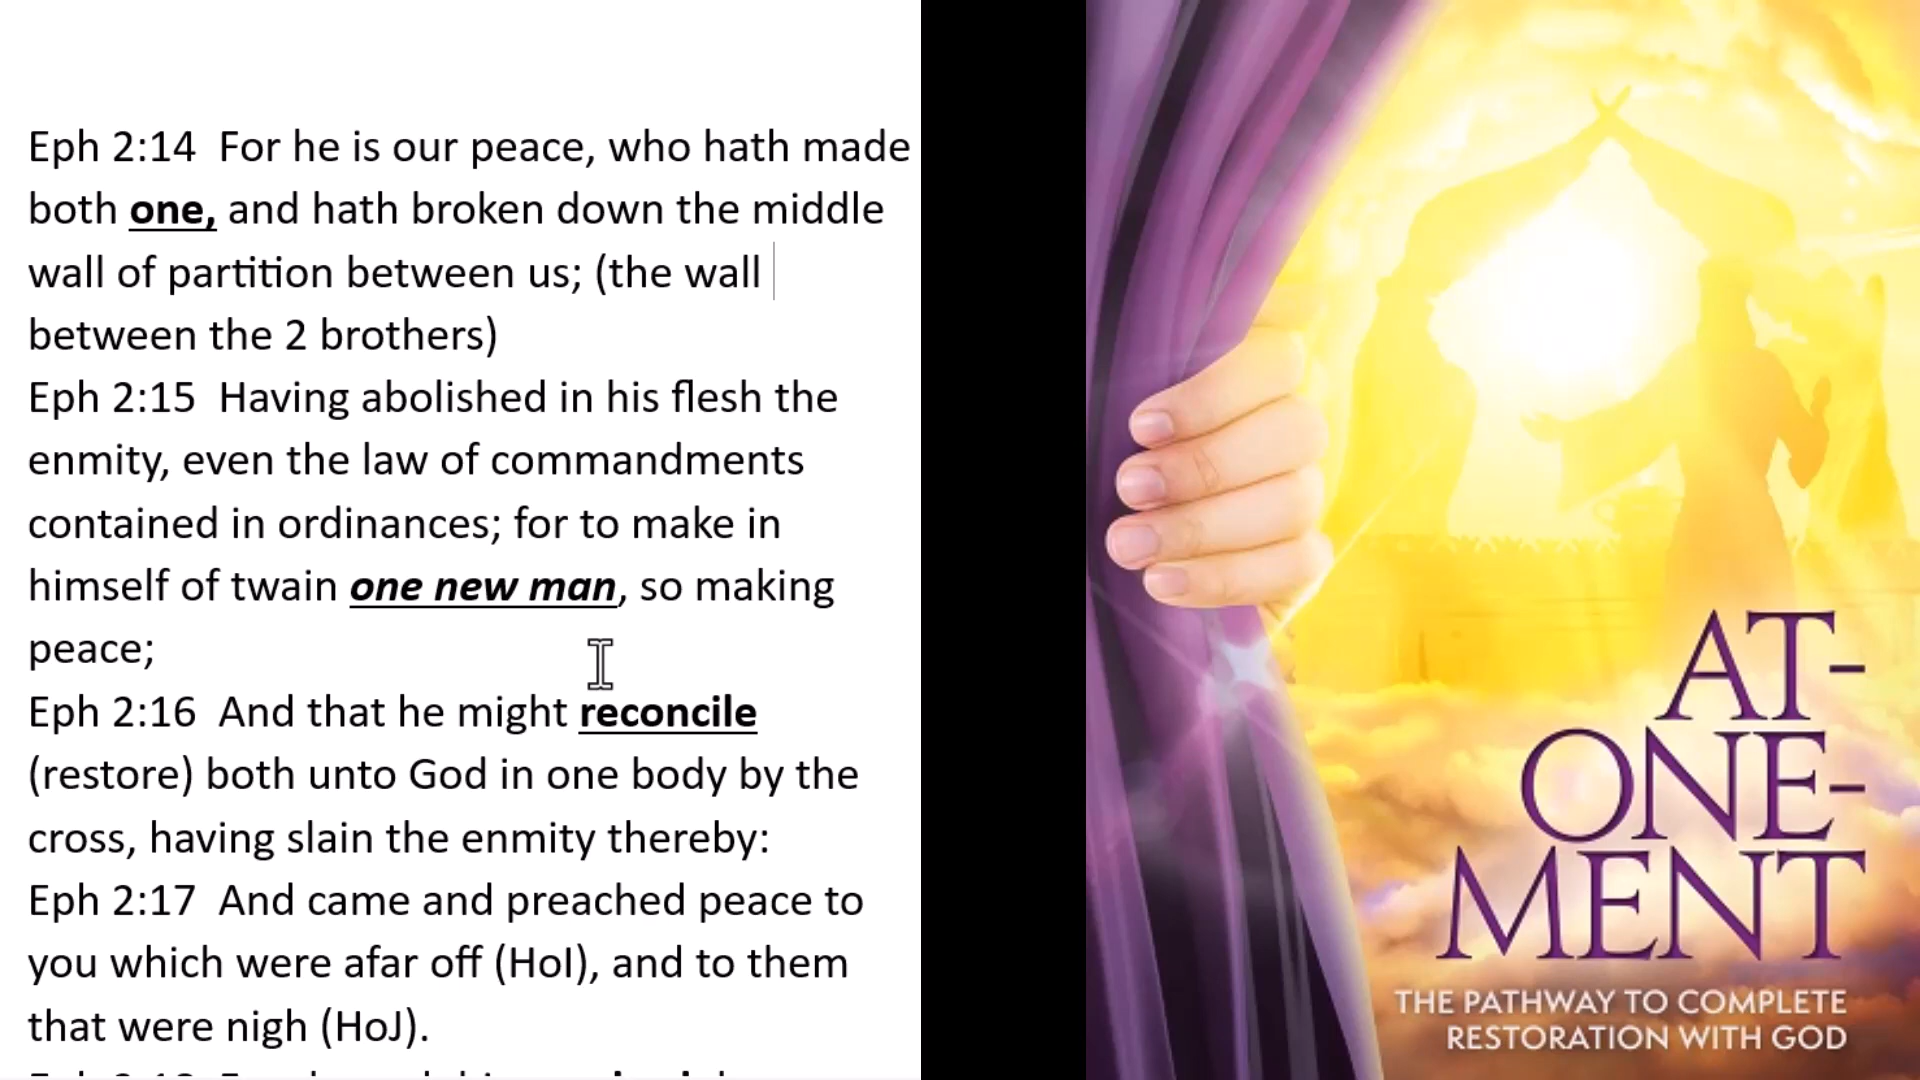 Eph 2:14  For he is our peace, who hath made
both one, and hath broken down the middle
wall of partition between us; (the wall
between the 2 brothers)
Eph 2:15  Having abolished in his flesh the
enmity, even the law of commandments
contained in ordinances; for to make in
himself of twain one new man, so making
peace;
Eph 2:16  And that he might reconcile
(restore) both unto God in one body by the
cross, having slain the enmity thereby:
Eph 2:17  And came and preached peace to
you which were afar off (HoI), and to them
that were nigh (HoJ).
AT-
ONE-
MENT
THE PATHWAY TO COMPLETE
RESTORATION WITH GOD